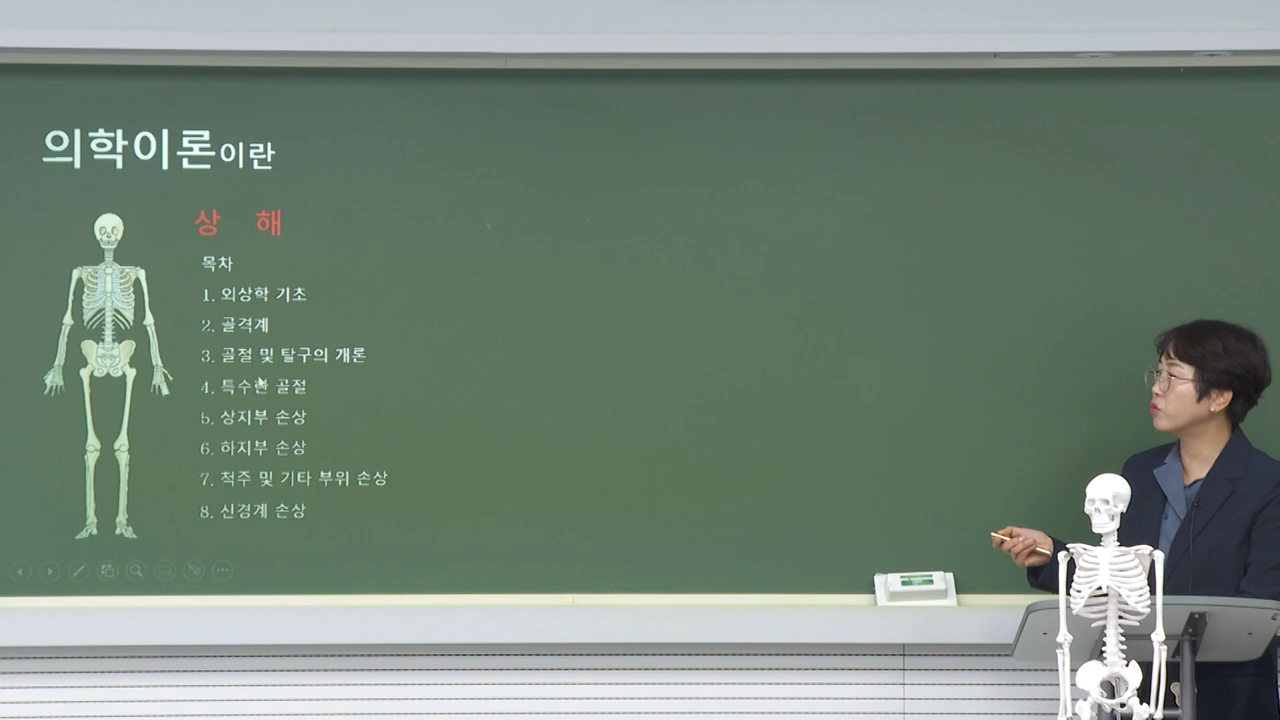 의학이론이란
상 해
목차
1. 외상학 기초
2. 골격계
3. 골절 및 탈구의 개론
4. 특수한 골절
5. 상지부 손상
6. 하지부 손상
7. 척주 및 기타 부위 손상
8. 신경계 손상